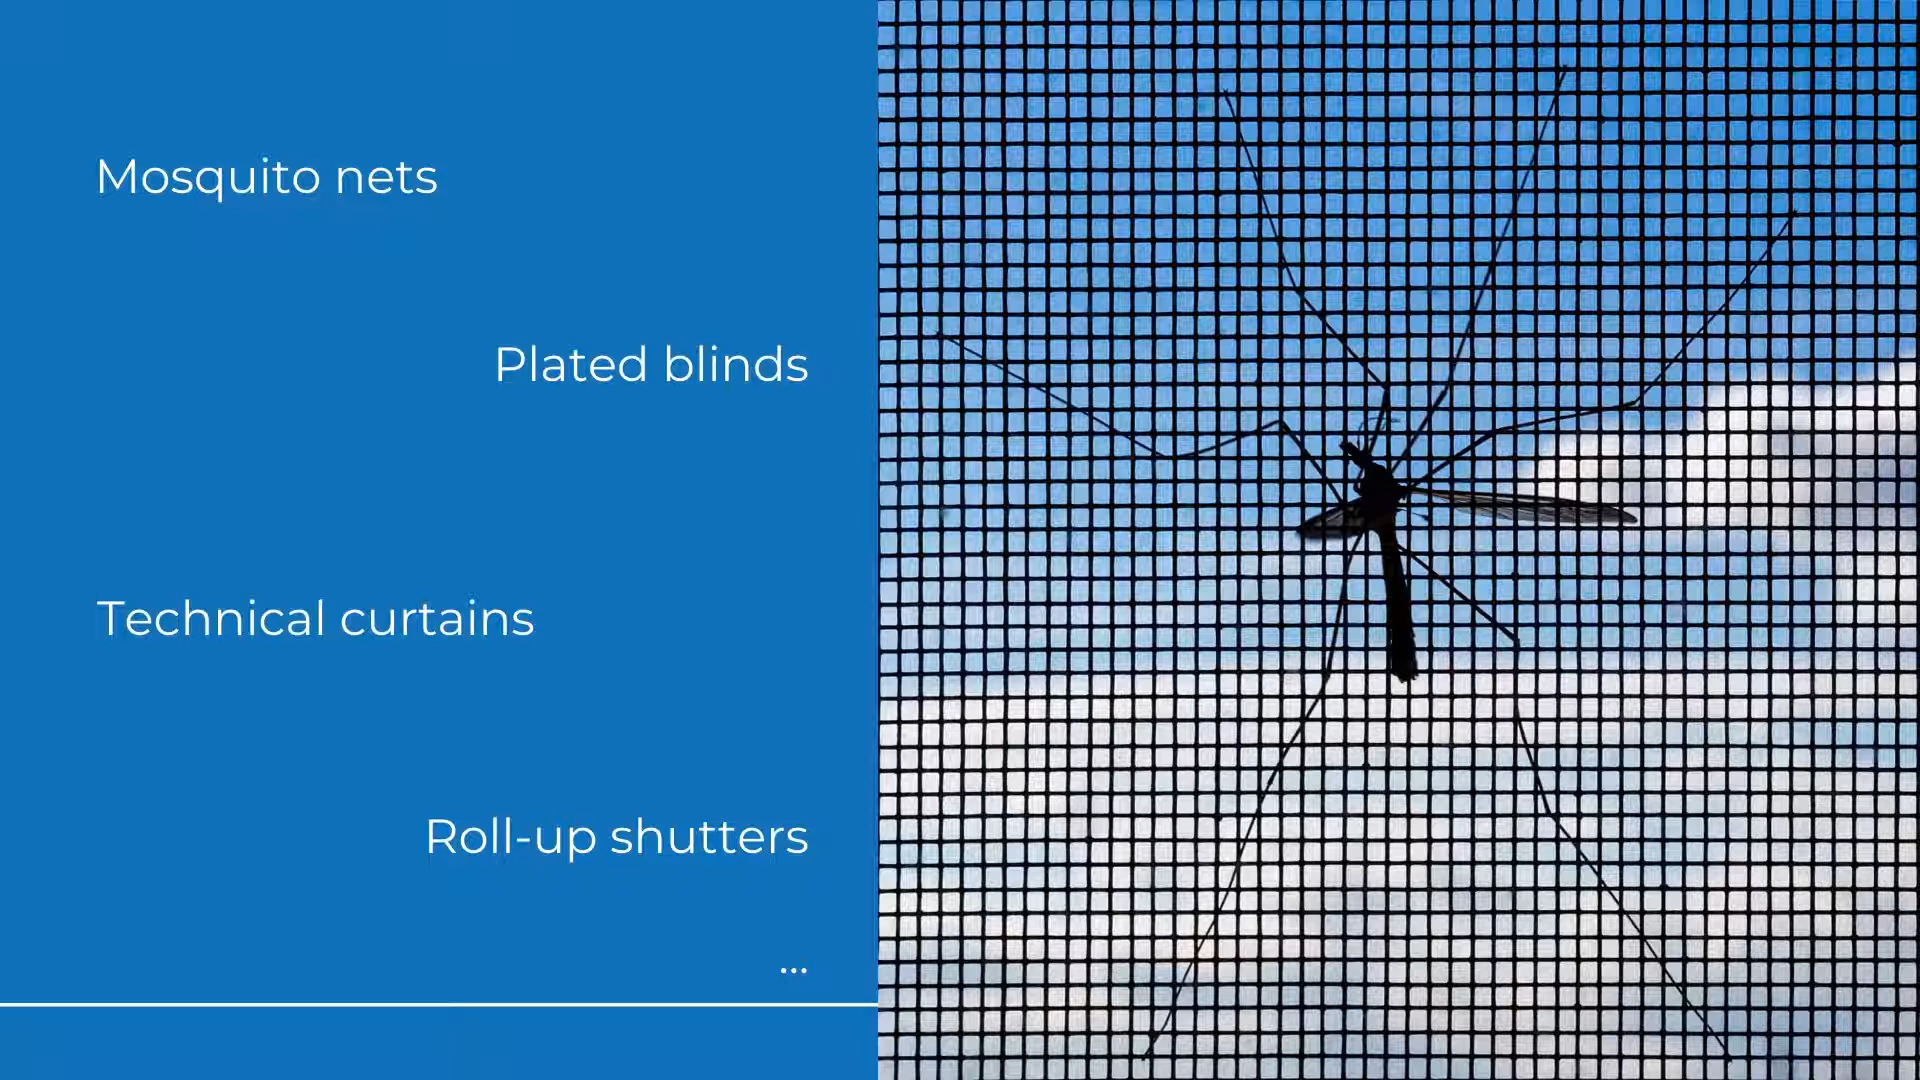 Mosquito nets
Plated blinds
Technical curtains
Roll-up shutters
...